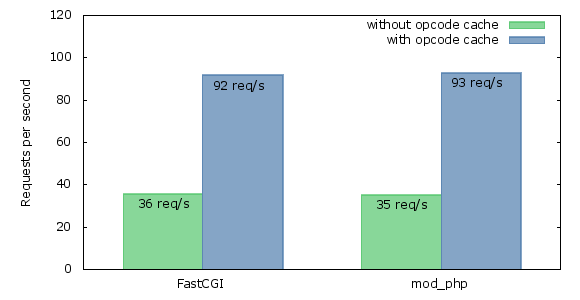 120
100
80
60
40
20
0
Requests per second
without opcode cache
with opcode cache
36 req/s
92 req/s
35 req/s
93 req/s
FastCGI
mod_php